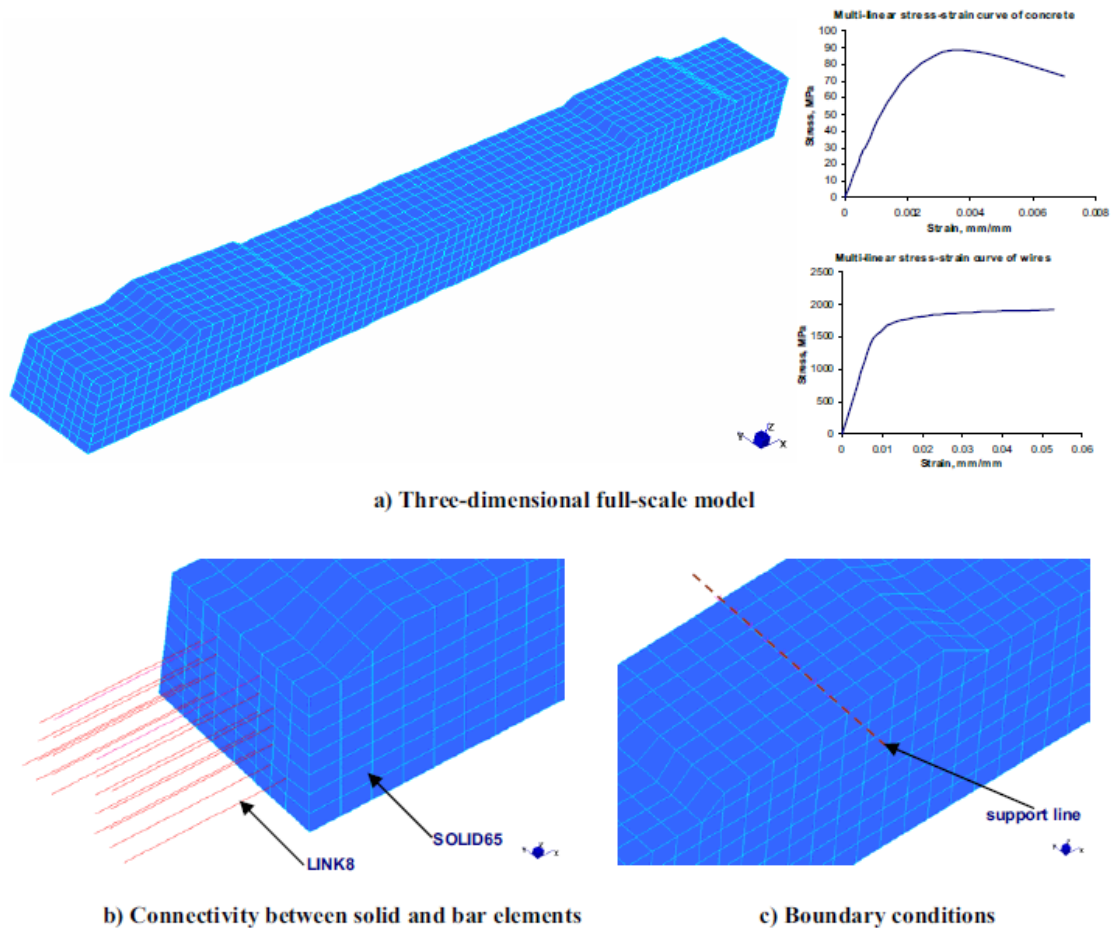 Multi-linear stress-strain curve of concrete
100
90
80
70
60
50
40
30
20
10
0
Stress, MPa
0 0.002 0.004 0.006 0.008
Strain, mm/mm
Multi-linear stress-strain curve of wires
2500
2000
1500
1000
500
0
Stress, MPa
0 0.01 0.02 0.03 0.04 0.05 0.06
Strain, mm/mm
Y Z X
a) Three-dimensional full-scale model
SOLID65
LINK8
support line
b) Connectivity between solid and bar elements
c) Boundary conditions